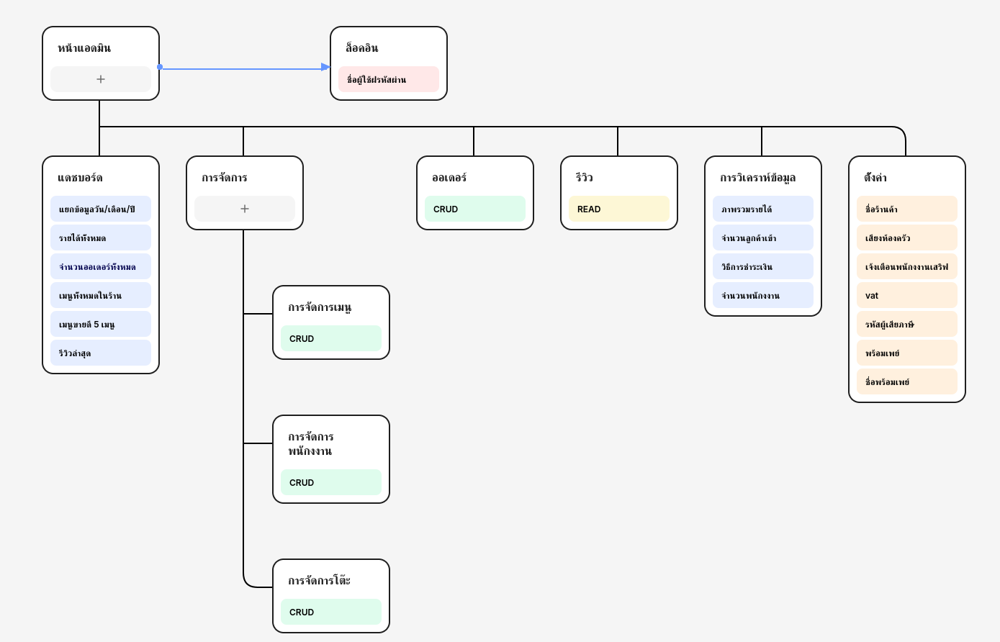 หน้าแอดมิน
ล็อคอิน
ชื่อผู้ใช้ฝรหัสผ่าน
แดชบอร์ด
แยกข้อมูลวัน/เดือน/ปี
รายได้ทั้งหมด
จำนวนออเดอร์ทั้งหมด
เมนูทั้งหมดในร้าน
เมนูขายดี 5 เมนู
รีวิวล่าสุด
การจัดการ
ออเดอร์
CRUD
รีวิว
READ
การวิเคราห์ข้อมูล
ภาพรวมรายได้
จำนวนลูกค้าเข้า
วิธีการชำระเงิน
จำนวนพนักงงาน
ตั้งค่า
ชื่อร้านค้า
เสียงห้องครัว
เจ้งเตือนพนักงงานเสริฟ
vat
รหัสผู้เสียภาษี
พร้อมเพย์
ชื่อพร้อมเพย์
การจัดการเมนู
CRUD
การจัดการ
พนักงงาน
CRUD
การจัดการโต๊ะ
CRUD